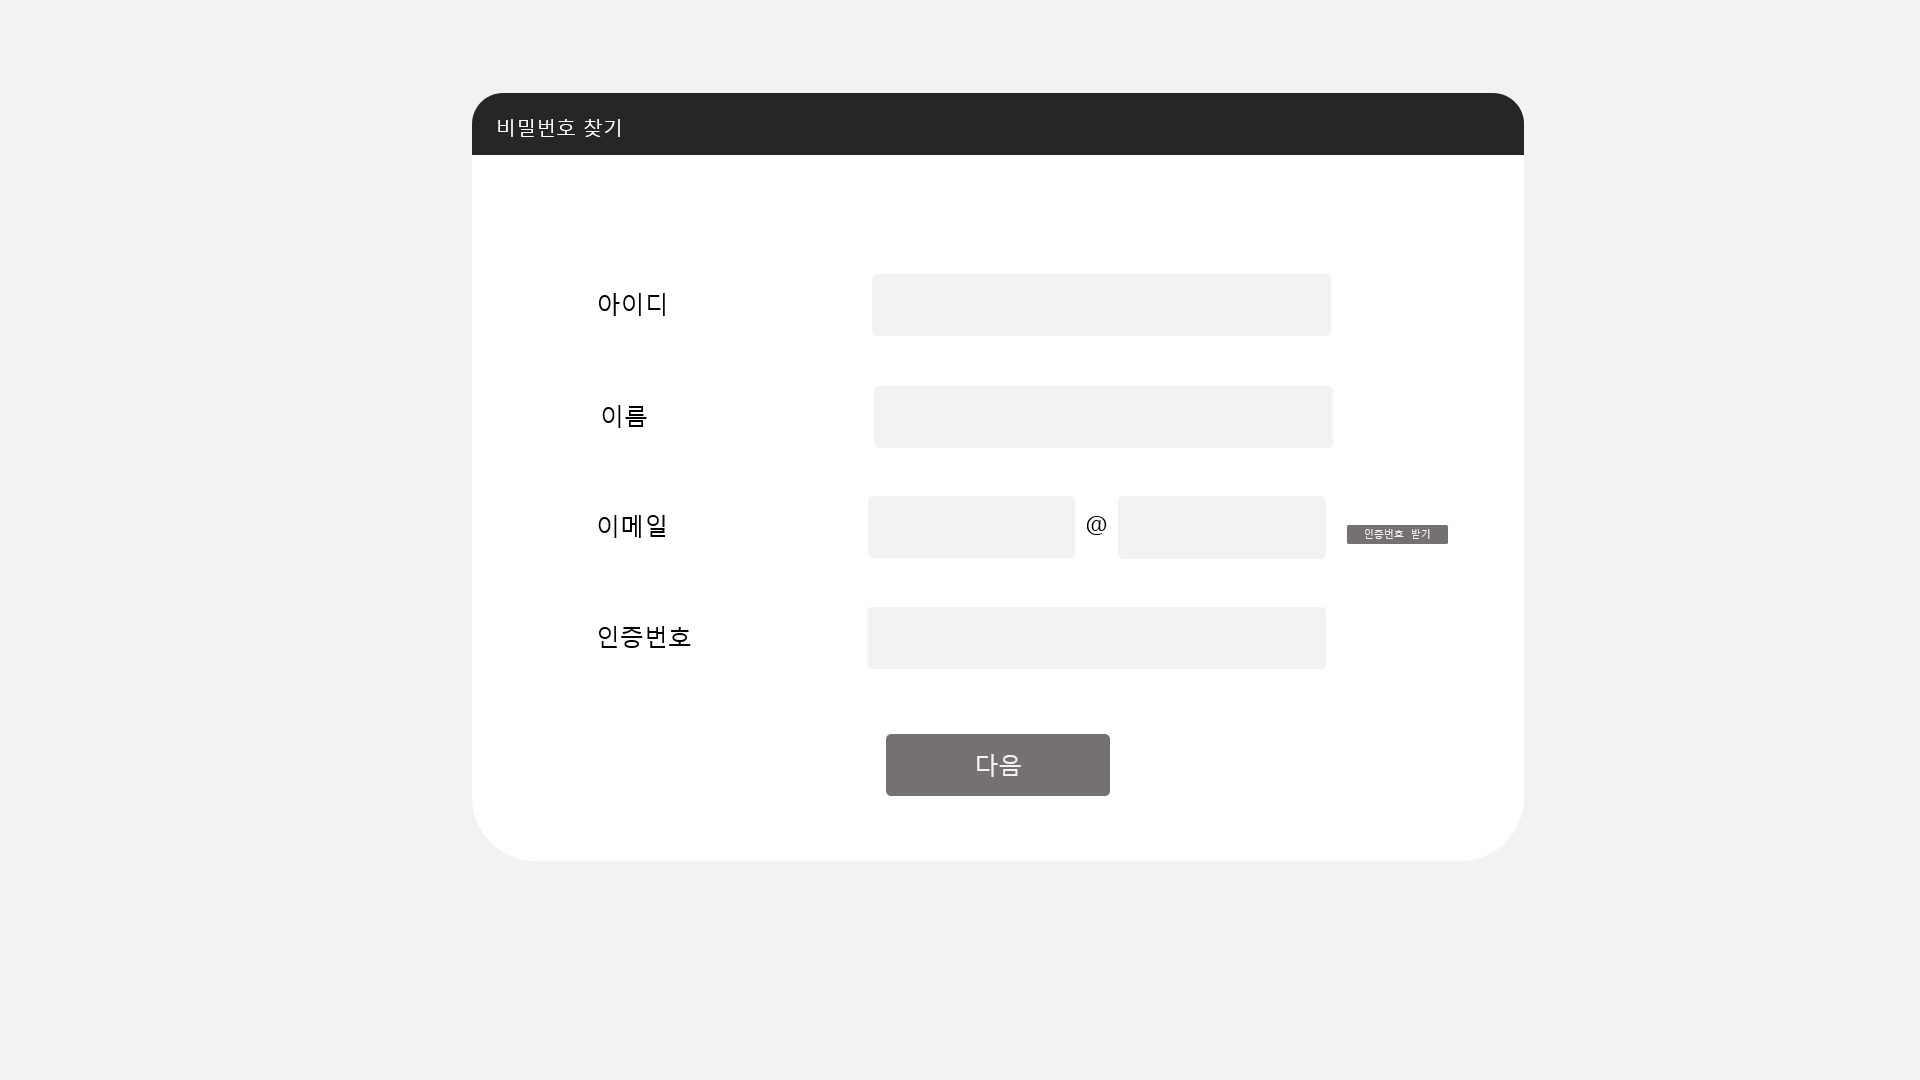 비밀번호 찾기
아이디
이름
이메일 @ 인증번호 받기
인증번호
다음